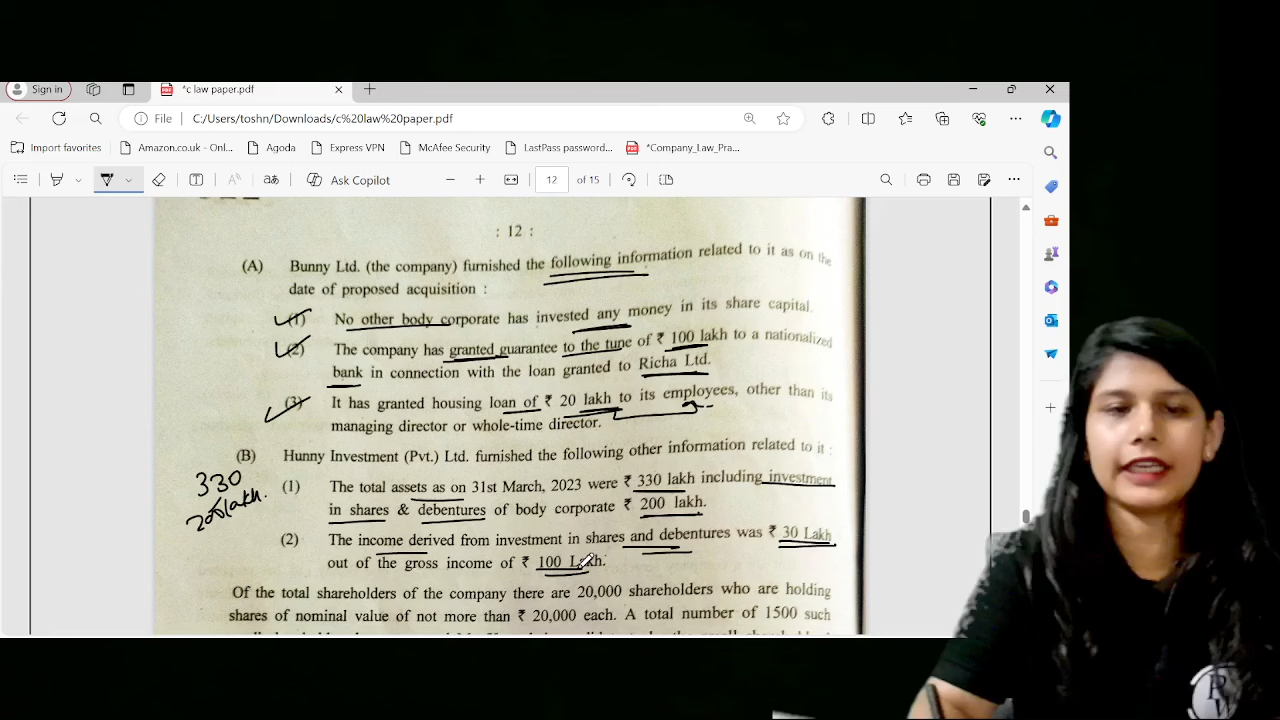 Sign in
*c law paper.pdf
File
C:/Users/toshn/Downloads/c%20law%20paper.pdf
Import favorites
Amazon.co.uk - Onl...
Agoda
Express VPN
McAfee Security
LastPass password...
*Company_Law_Pra...
Ask Copilot
12 of 15
: 12 :
(A) Bunny Ltd. (the company) furnished the following information related to it as on the
date of proposed acquisition :
(1) No other body corporate has invested any money in its share capital.
(2) The company has granted guarantee to the tune of ₹ 100 lakh to a nationalized
bank in connection with the loan granted to Richa Ltd.
(3) It has granted housing loan of ₹ 20 lakh to its employees, other than its
managing director or whole-time director.
(B) Hunny Investment (Pvt.) Ltd. furnished the following other information related to it :
330
200 lakh.
(1) The total assets as on 31st March, 2023 were ₹ 330 lakh including investment
in shares & debentures of body corporate ₹ 200 lakh.
(2) The income derived from investment in shares and debentures was ₹ 30 Lakh
out of the gross income of ₹ 100 Lakh.
Of the total shareholders of the company there are 20,000 shareholders who are holding
shares of nominal value of not more than ₹ 20,000 each. A total number of 1500 such